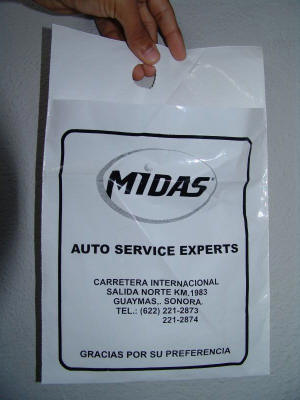 MIDAS
AUTO SERVICE EXPERTS
CARRETERA INTERNACIONAL
SALIDA NORTE KM.1983
GUAYMAS,. SONORA.
TEL.: (622) 221-2873
221-2874
GRACIAS POR SU PREFERENCIA